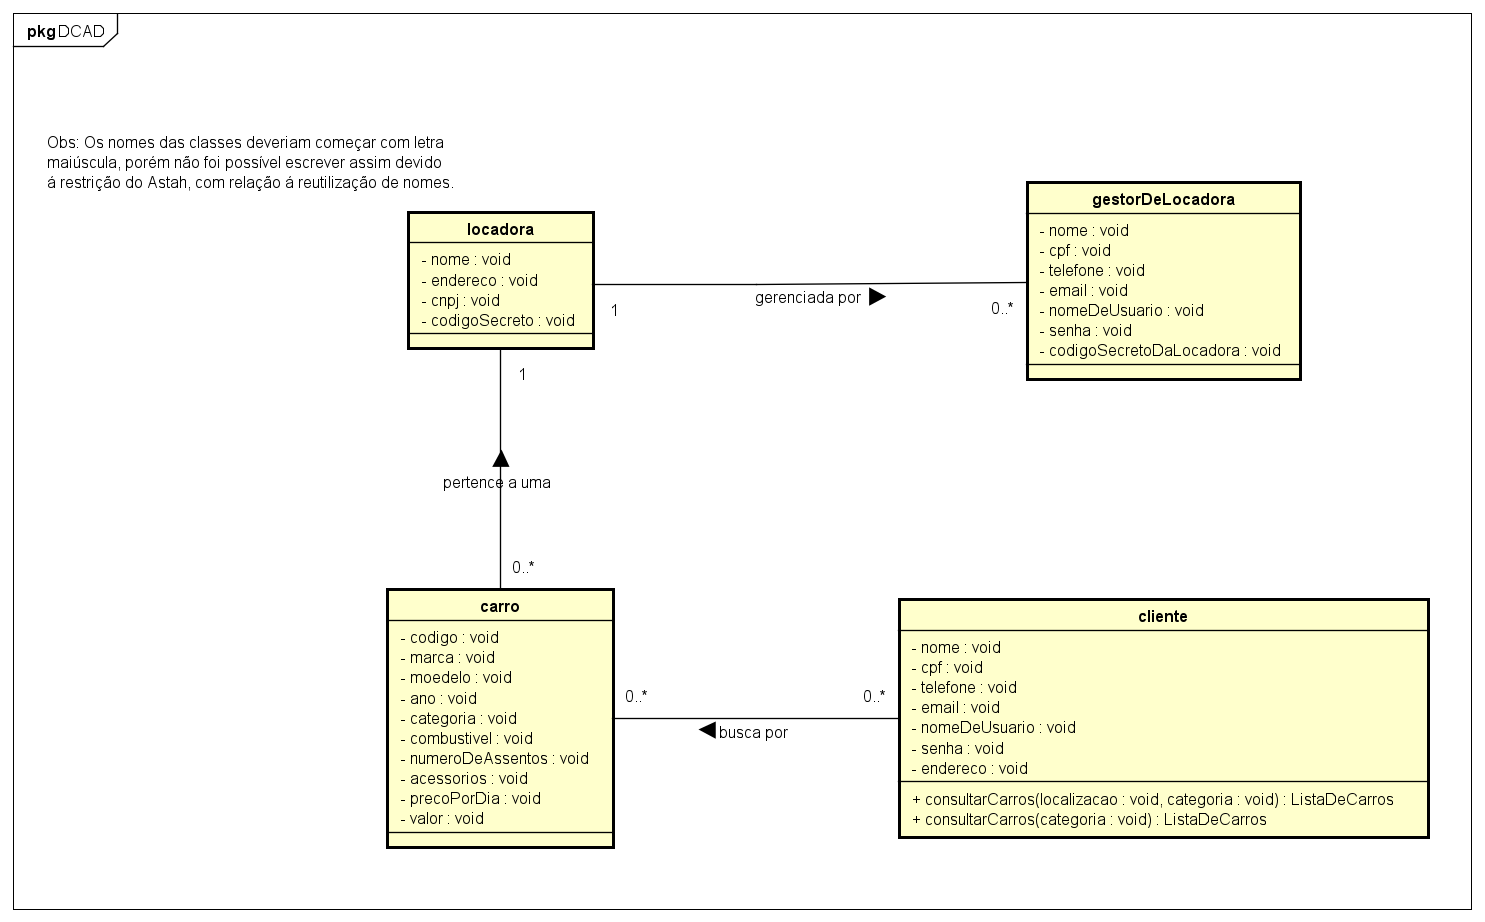 pkg DCAD
Obs: Os nomes das classes deveriam começar com letra
maiúscula, porém não foi possível escrever assim devido
á restrição do Astah, com relação á reutilização de nomes.
locadora
- nome : void
- endereco : void
- cnpj : void
- codigoSecreto : void
1
gerenciada por
0..*
gestorDeLocadora
- nome : void
- cpf : void
- telefone : void
- email : void
- nomeDeUsuario : void
- senha : void
- codigoSecretoDaLocadora : void
1
pertence a uma
0..*
carro
- codigo : void
- marca : void
- moedelo : void
- ano : void
- categoria : void
- combustivel : void
- numeroDeAssentos : void
- acessorios : void
- precoPorDia : void
- valor : void
0..*
busca por
0..*
cliente
- nome : void
- cpf : void
- telefone : void
- email : void
- nomeDeUsuario : void
- senha : void
- endereco : void
+ consultarCarros(localizacao : void, categoria : void) : ListaDeCarros
+ consultarCarros(categoria : void) : ListaDeCarros